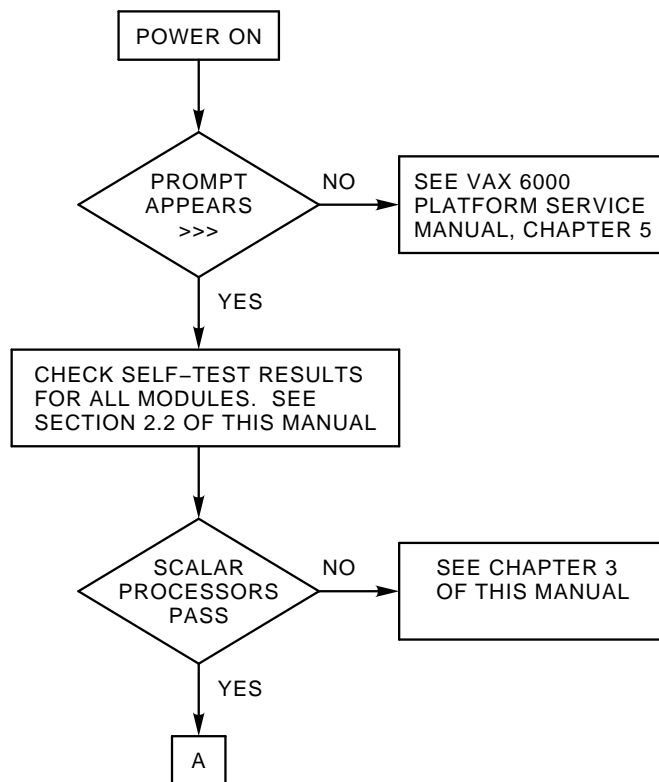 POWER ON
PROMPT
APPEARS
>>>
NO
SEE VAX 6000
PLATFORM SERVICE
MANUAL, CHAPTER 5
YES
CHECK SELF−TEST RESULTS
FOR ALL MODULES. SEE
SECTION 2.2 OF THIS MANUAL
SCALAR
PROCESSORS
PASS
NO
SEE CHAPTER 3
OF THIS MANUAL
YES
A